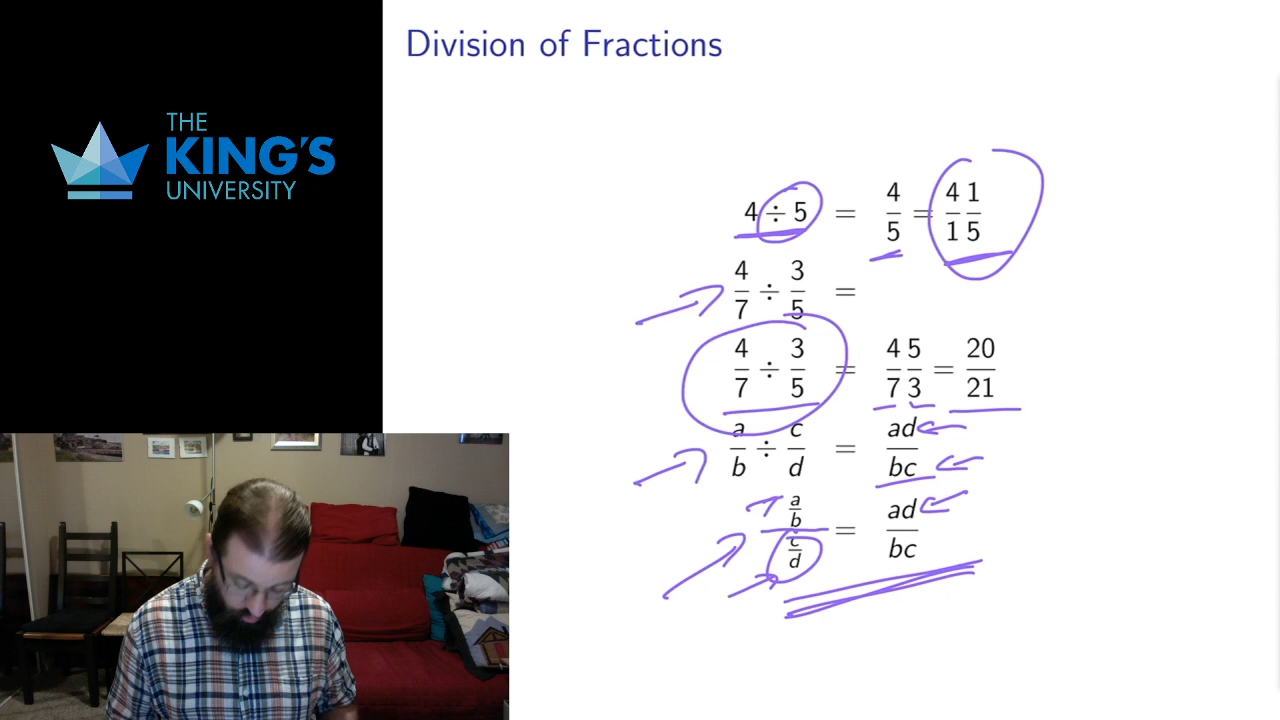 THE
KING'S
UNIVERSITY
Division of Fractions
4 ÷ 5 = 4/5 = 4/1 1/5
4/7 ÷ 3/5 =
4/7 ÷ 3/5 = 4/7 5/3 = 20/21
a/b ÷ c/d = ad/bc
a/b / c/d = ad/bc